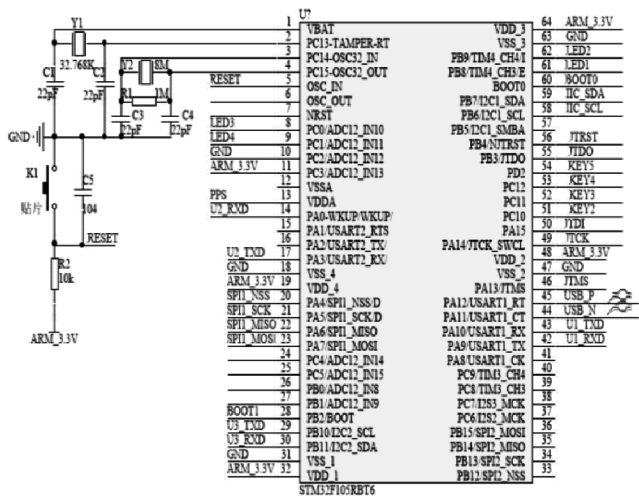 U?
1 VBAT VDD_3 64 ARM_3.3V
2 PC13-TAMPER-RT VSS_3 63 GND
3 PC14-OSC32_IN PB9/TIM4_CH4/I 62 LED2
4 PC15-OSC32_OUT PB8/TIM4_CH3/E 61 LED1
RESET 5 OSC_IN BOOT0 60 BOOT0
6 OSC_OUT PB7/I2C1_SDA 59 IIC_SDA
7 NRST PB6/I2C1_SCL 58 IIC_SCL
LED3 8 PC0/ADC12_IN10 PB5/I2C1_SMBA 57
LED4 9 PC1/ADC12_IN11 PB4/NJTRST 56 JTRST
GND 10 PC2/ADC12_IN12 PB3/JTDO 55 JTDO
ARM_3.3V 11 PC3/ADC12_IN13 PD2 54 KEY5
12 VSSA PC12 53 KEY4
PPS 13 VDDA PC11 52 KEY3
U2_RXD 14 PA0-WKUP/WKUP/ PC10 51 KEY2
15 PA1/USART2_RTS PA15 50 JYDI
16 PA2/USART2_TX/ PA14/JTCK_SWCL 49 JTCK
U2_TXD 17 PA3/USART2_RX/ VDD_2 48 ARM_3.3V
GND 18 VSS_4 VSS_2 47 GND
ARM_3.3V 19 VDD_4 PA13/JTMS 46 JTMS
SPI1_NSS 20 PA4/SPI1_NSS/D PA12/USART1_RT 45 USB_P
SPI1_SCK 21 PA5/SPI1_SCK/D PA11/USART1_CT 44 USB_N
SPI1_MISO 22 PA6/SPI1_MISO PA10/USART1_RX 43 U1_TXD
SPI1_MOSI 23 PA7/SPI1_MOSI PA9/USART1_TX 42 U1_RXD
24 PC4/ADC12_IN14 PA8/USART1_CK 41
25 PC5/ADC12_IN15 PC9/TIM3_CH4 40
26 PB0/ADC12_IN8 PC8/TIM3_CH3 39
27 PB1/ADC12_IN9 PC7/I2S3_MCK 38
BOOT1 28 PB2/BOOT PC6/I2S2_MCK 37
U3_TXD 29 PB10/I2C2_SCL PB15/SPI2_MOSI 36
U3_RXD 30 PB11/I2C2_SDA PB14/SPI2_MISO 35
GND 31 VSS_1 PB13/SPI2_SCK 34
ARM_3.3V 32 VDD_1 PB12/SPI2_NSS 33
STM32F105RBT6
Y1
32.768K
C1
22pF
C2
22pF
Y2 8M
R1 1M
C3
22pF
C4
22pF
GND
K1
贴片
C5
104
RESET
R2
10k
ARM_3.3V